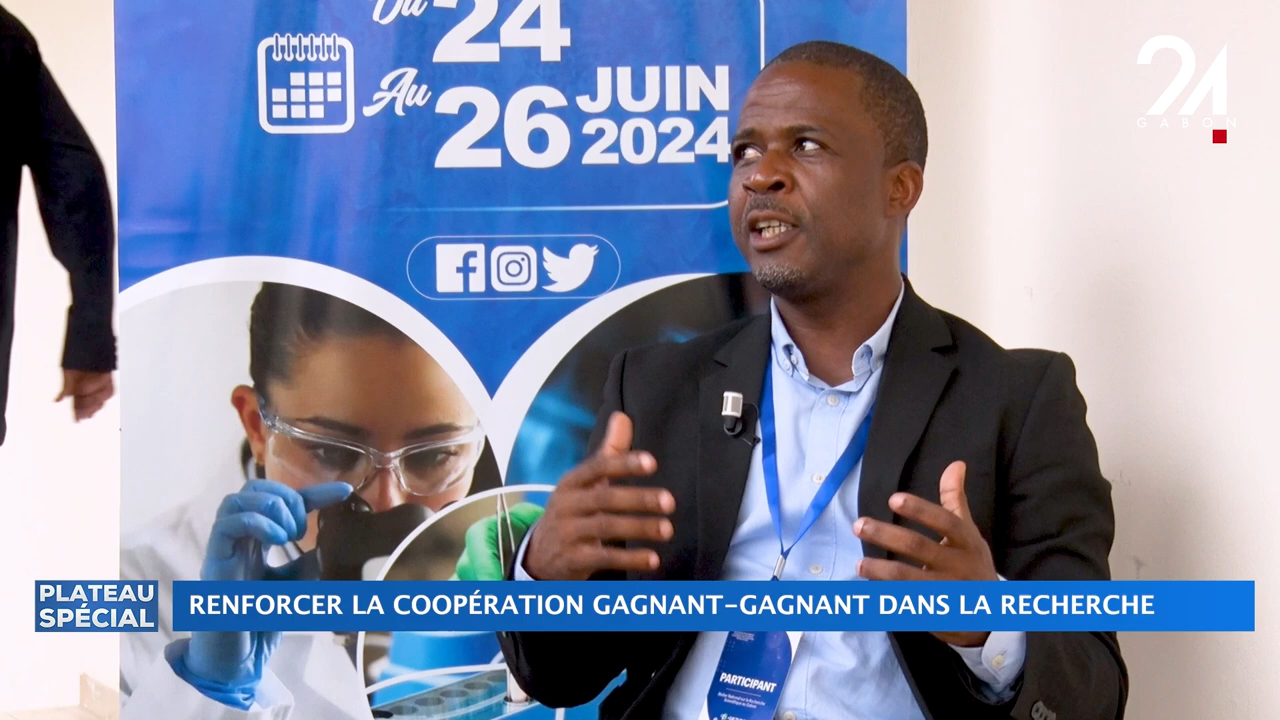 Du
24
Au
26
JUIN
2024
24
GABON
PLATEAU
SPÉCIAL
RENFORCER LA COOPÉRATION GAGNANT-GAGNANT DANS LA RECHERCHE
PARTICIPANT